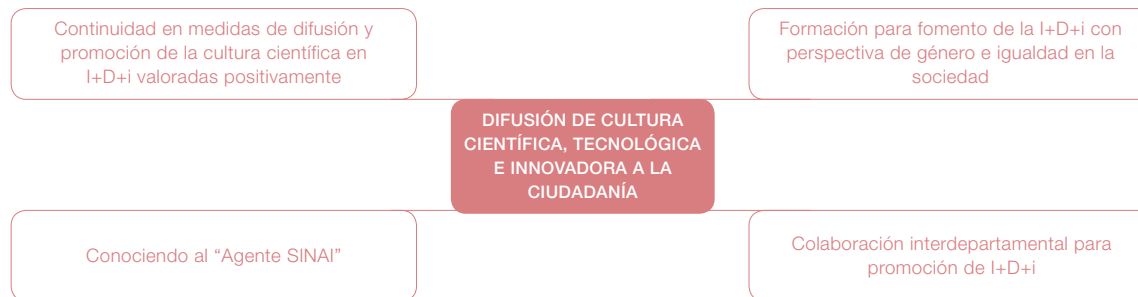 Continuidad en medidas de difusión y
promoción de la cultura científica en
I+D+i valoradas positivamente
Formación para fomento de la I+D+i con
perspectiva de género e igualdad en la
sociedad
DIFUSIÓN DE CULTURA
CIENTÍFICA, TECNOLÓGICA
E INNOVADORA A LA
CIUDADANÍA
Conociendo al “Agente SINAI”
Colaboración interdepartamental para
promoción de I+D+i